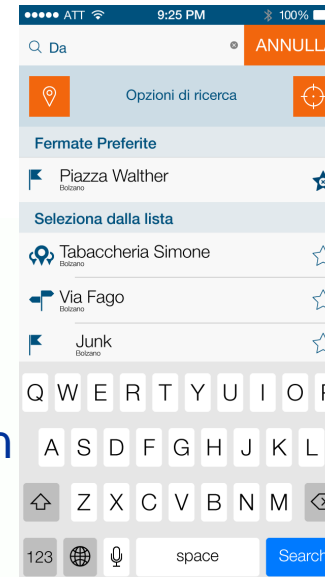 ATT 9:25 PM 100%
Da ANNULLA
Opzioni di ricerca
Fermate Preferite
Piazza Walther
Bolzano
Seleziona dalla lista
Tabaccheria Simone
Bolzano
Via Fago
Bolzano
Junk
Bolzano
Q W E R T Y U I O P
A S D F G H J K L
Z X C V B N M
123 space Search